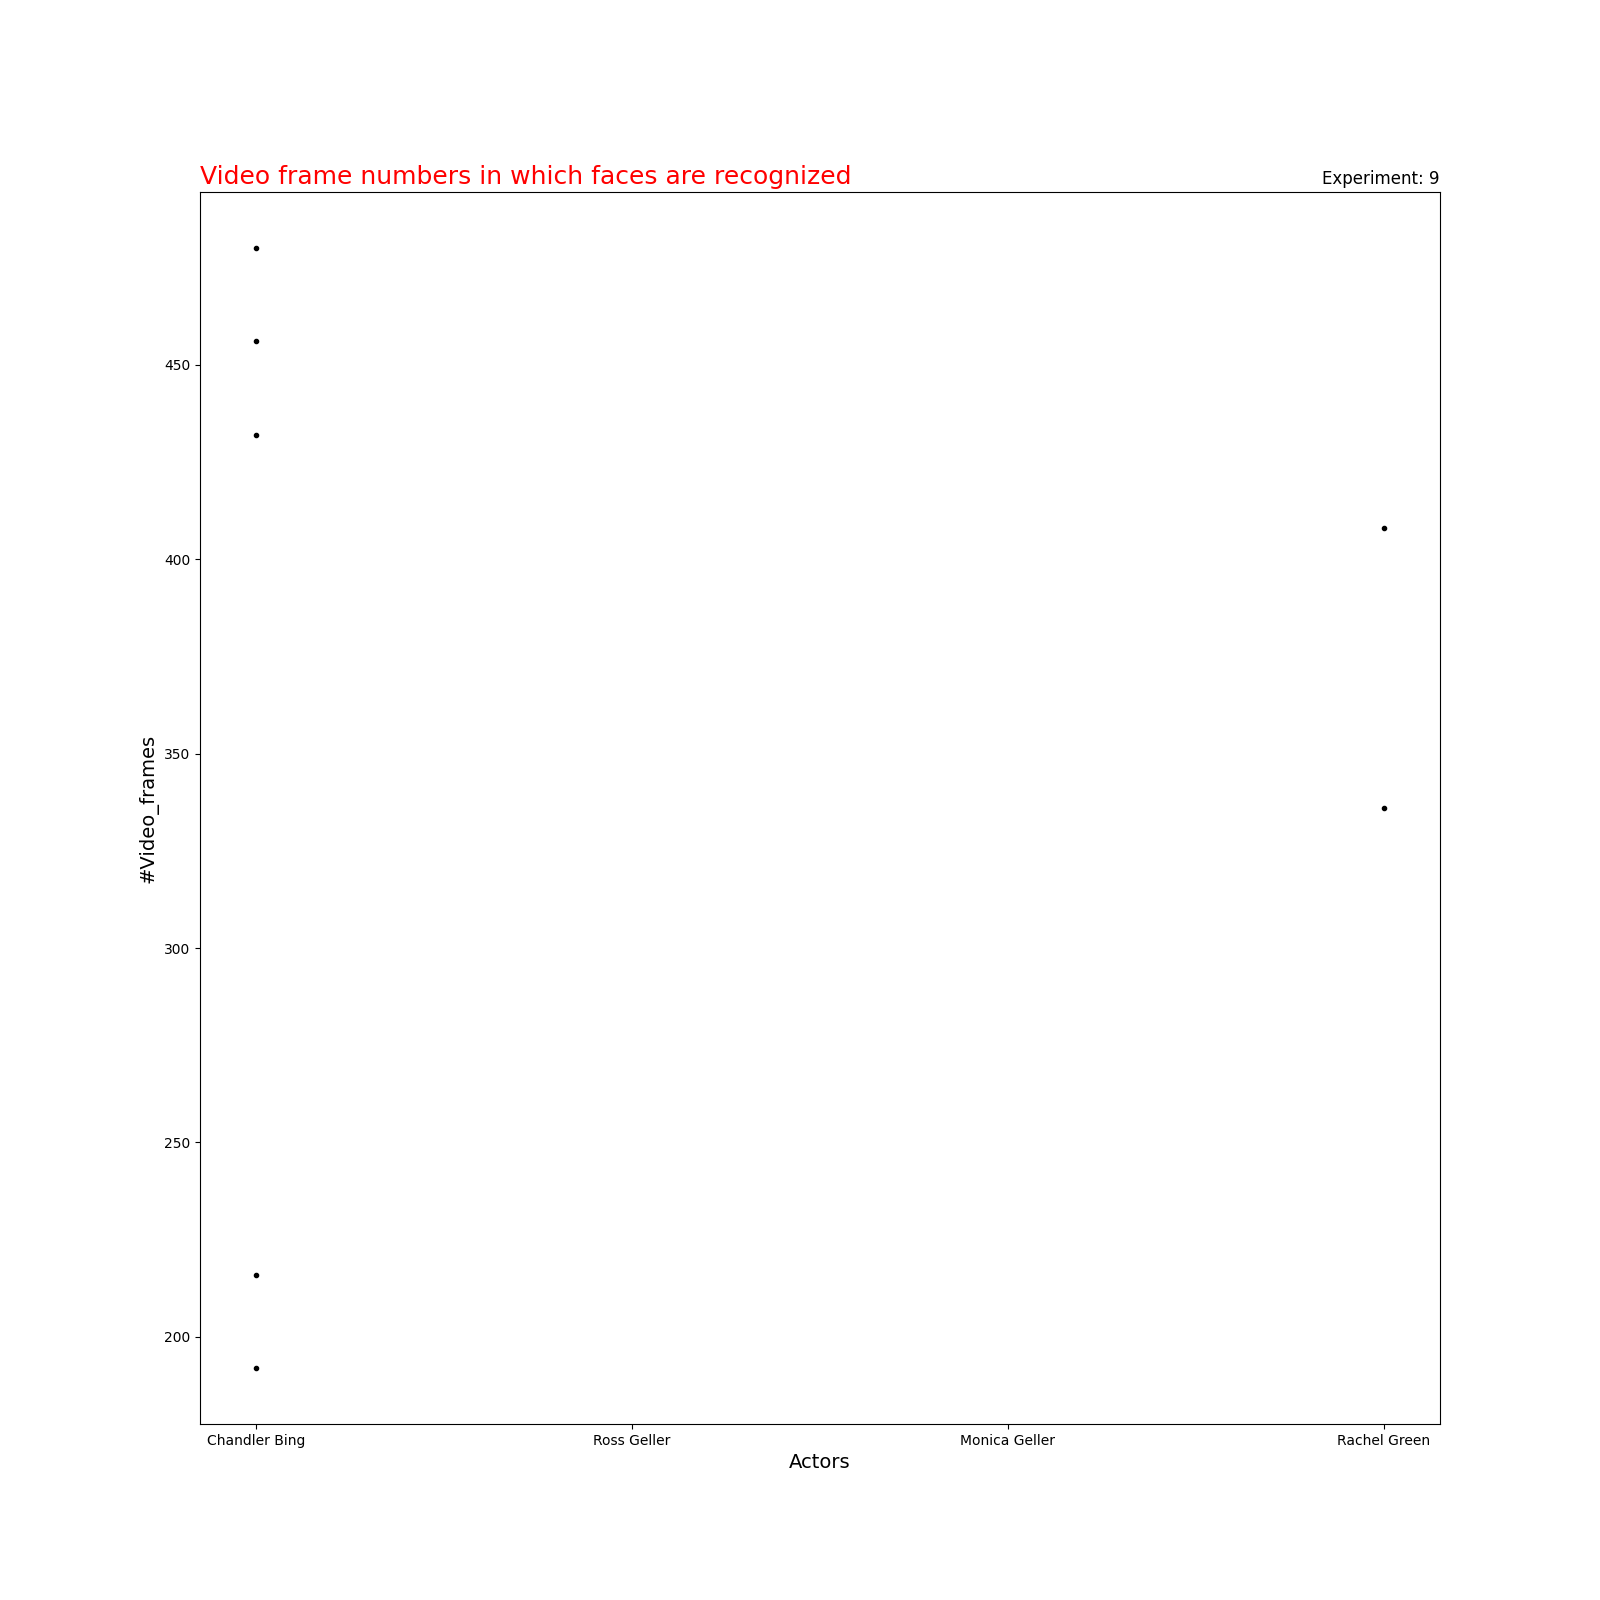 Video frame numbers in which faces are recognized
Experiment: 9
450
400
350
300
250
200
#Video_frames
Chandler Bing
Ross Geller
Monica Geller
Rachel Green
Actors